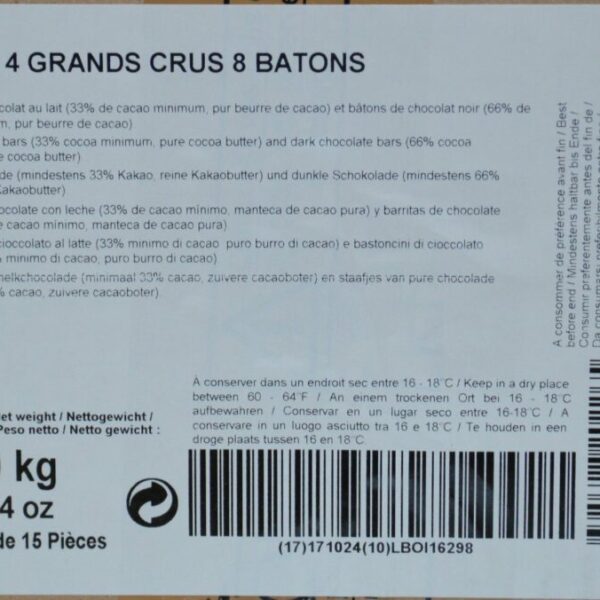 4 GRANDS CRUS 8 BATONS
colat au lait (33% de cacao minimum, pur beurre de cacao) et bâtons de chocolat noir (66% de
m, pur beurre de cacao)
bars (33% cocoa minimum, pure cocoa butter) and dark chocolate bars (66% cocoa
e cocoa butter)
de (mindestens 33% Kakao, reine Kakaobutter) und dunkle Schokolade (mindestens 66%
Kakaobutter)
ocolate con leche (33% de cacao mínimo, manteca de cacao pura) y barritas de chocolate
e cacao mínimo, manteca de cacao pura)
cioccolato al latte (33% minimo di cacao puro burro di cacao) e bastoncini di cioccolato
% minimo di cacao, puro burro di cacao)
melkchocolade (minimaal 33% cacao, zuivere cacaoboter) en staafjes van pure chocolade
% cacao, zuivere cacaoboter).
A consommer de préférence avant fin / Best
before end / Mindestens haltbar bis Ende /
Consumir preferentemente antes del fin de /
À conserver dans un endroit sec entre 16 - 18°C / Keep in a dry place
between 60 - 64°F / An einem trockenen Ort bei 16 - 18°C
aufbewahren / Conservar en un lugar seco entre 16-18°C / A
conservare in un luogo asciutto tra 16 e 18°C / Te houden in een
droge plaats tussen 16 en 18°C
et weight / Nettogewicht /
Peso netto / Netto gewicht :
kg
4 oz
de 15 Pièces
(17)171024(10)LBOI16298